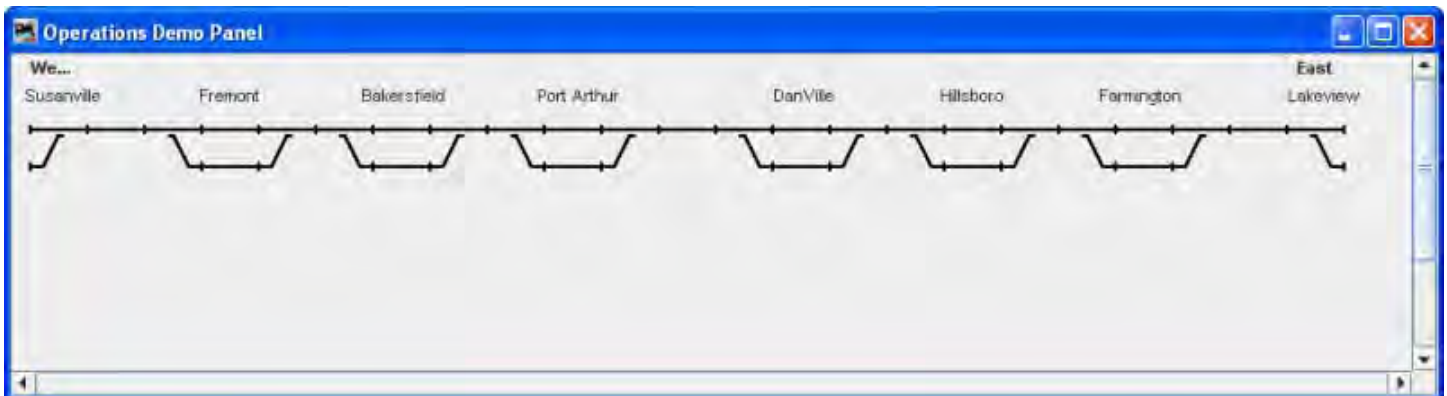 Operations Demo Panel
We... East
Susanville Fremont Bakersfield Port Arthur DanVille Hillsboro Farmington Lakeview